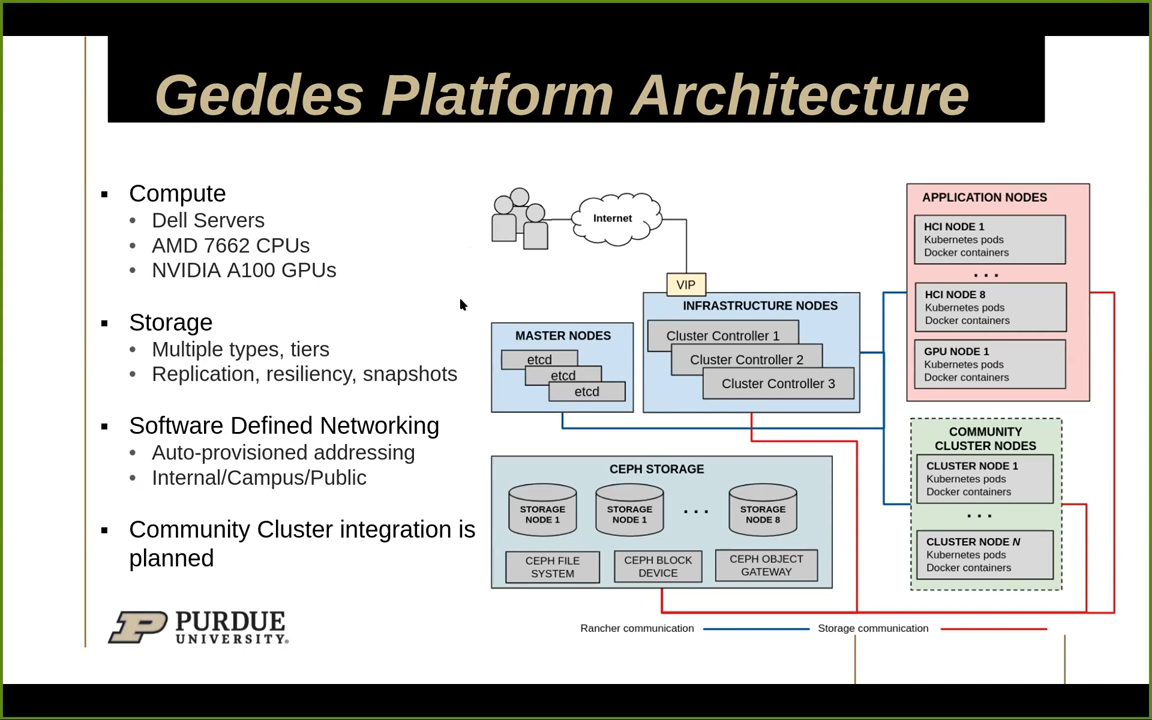 Geddes Platform Architecture
▪ Compute
• Dell Servers
• AMD 7662 CPUs
• NVIDIA A100 GPUs
▪ Storage
• Multiple types, tiers
• Replication, resiliency, snapshots
▪ Software Defined Networking
• Auto-provisioned addressing
• Internal/Campus/Public
▪ Community Cluster integration is
planned
PURDUE
UNIVERSITY®
Internet
VIP
MASTER NODES
etcd
etcd
etcd
INFRASTRUCTURE NODES
Cluster Controller 1
Cluster Controller 2
Cluster Controller 3
APPLICATION NODES
HCI NODE 1
Kubernetes pods
Docker containers
...
HCI NODE 8
Kubernetes pods
Docker containers
GPU NODE 1
Kubernetes pods
Docker containers
COMMUNITY
CLUSTER NODES
CLUSTER NODE 1
Kubernetes pods
Docker containers
...
CLUSTER NODE N
Kubernetes pods
Docker containers
CEPH STORAGE
STORAGE
NODE 1
STORAGE
NODE 1
...
STORAGE
NODE 8
CEPH FILE
SYSTEM
CEPH BLOCK
DEVICE
CEPH OBJECT
GATEWAY
Rancher communication
Storage communication